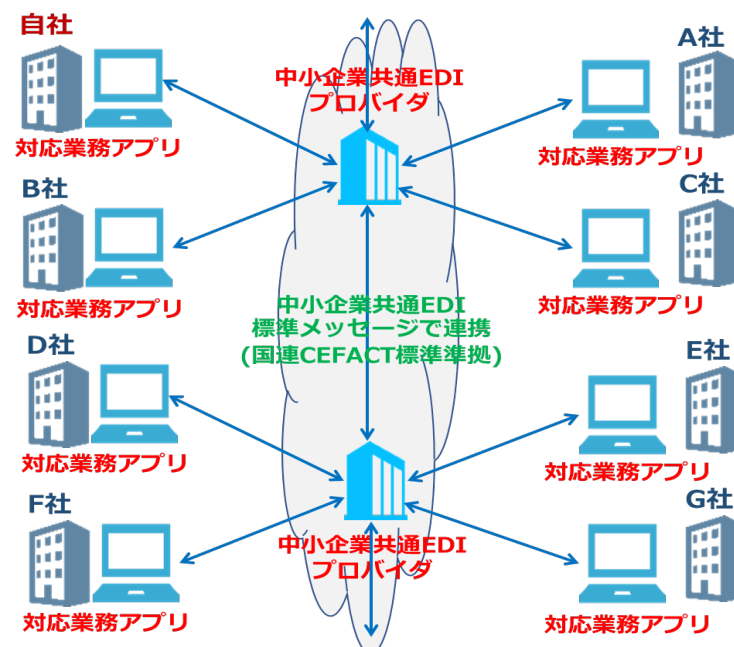 自社
A社
中小企業共通EDI
プロバイダ
対応業務アプリ
対応業務アプリ
B社
C社
対応業務アプリ
対応業務アプリ
中小企業共通EDI
標準メッセージで連携
(国連CEFACT標準準拠)
D社
E社
対応業務アプリ
対応業務アプリ
F社
G社
中小企業共通EDI
プロバイダ
対応業務アプリ
対応業務アプリ